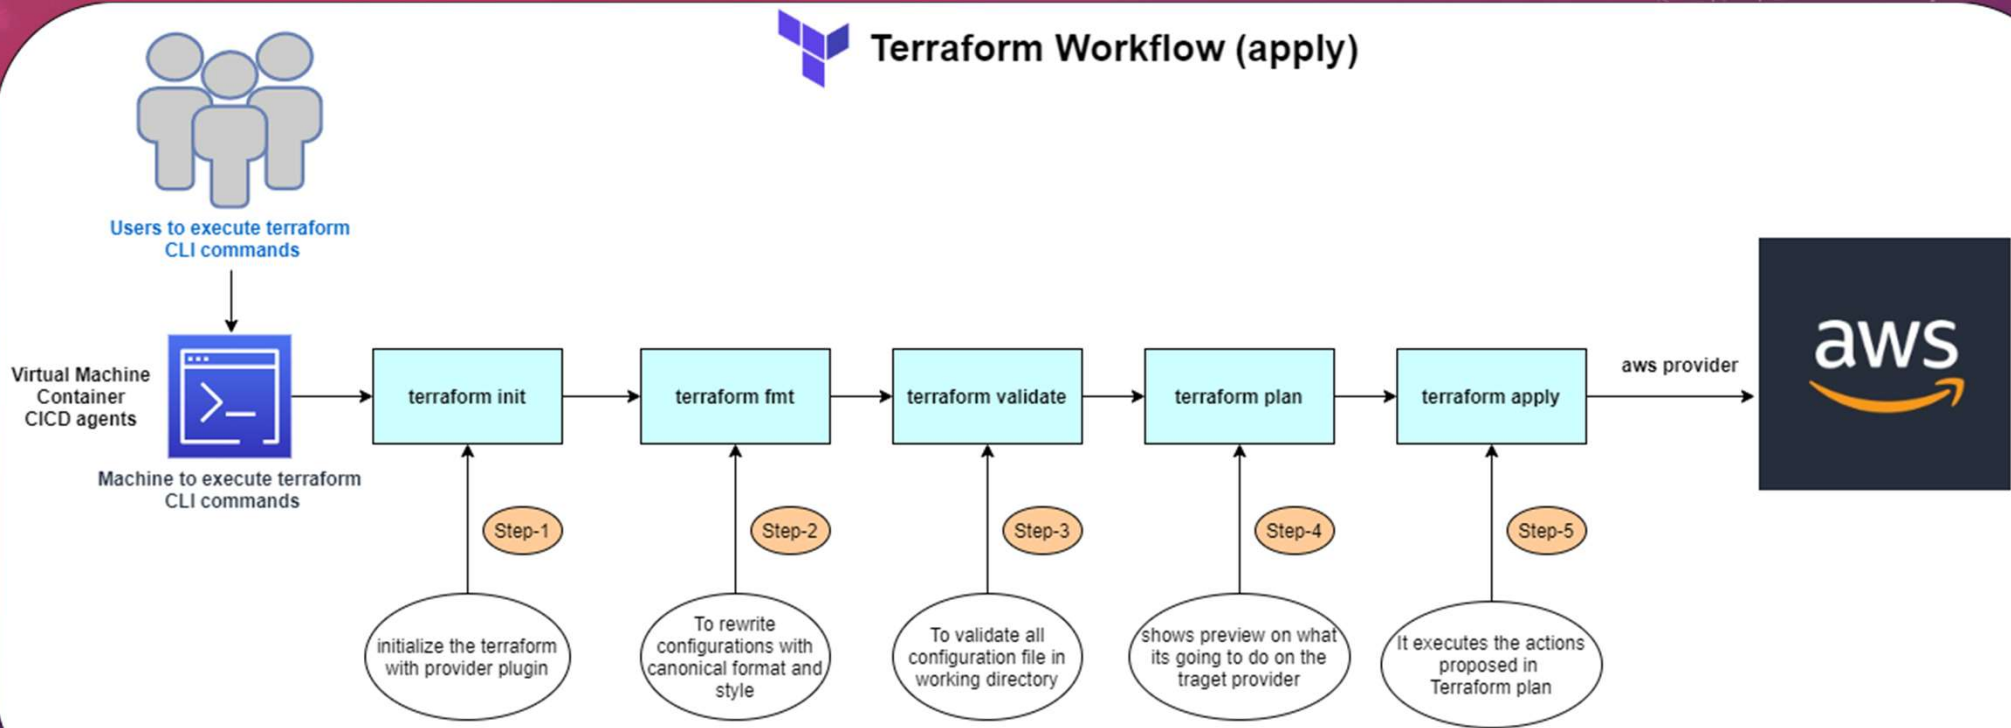 Terraform Workflow (apply)
Users to execute terraform
CLI commands
Virtual Machine
Container
CICD agents
Machine to execute terraform
CLI commands
terraform init
terraform fmt
terraform validate
terraform plan
terraform apply
aws provider
aws
Step-1
Step-2
Step-3
Step-4
Step-5
initialize the terraform
with provider plugin
To rewrite
configurations with
canonical format and
style
To validate all
configuration file in
working directory
shows preview on what
its going to do on the
traget provider
It executes the actions
proposed in
Terraform plan